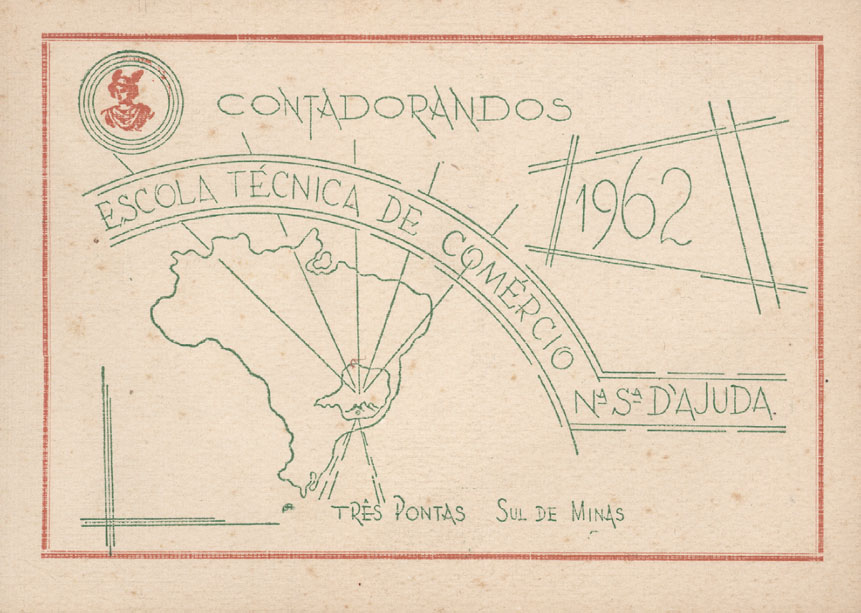 CONTADORANDOS
ESCOLA TÉCNICA DE COMÉRCIO
Nª Sª D'AJUDA.
1962
TRÊS PONTAS SUL DE MINAS